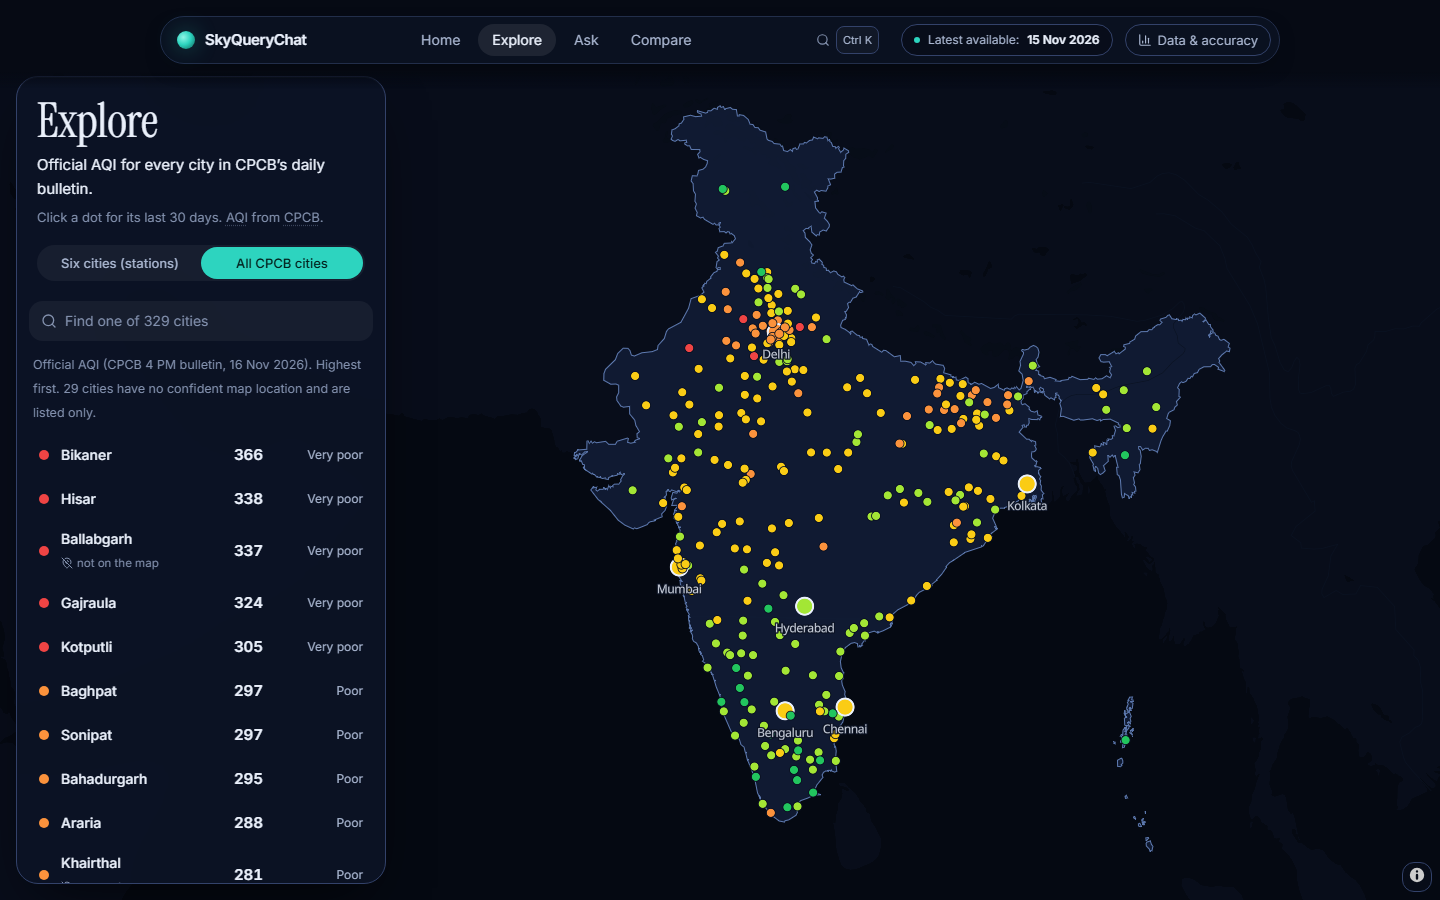 SkyQueryChat
Home
Explore
Ask
Compare
Ctrl K
Latest available: 15 Nov 2026
Data & accuracy
Explore
Official AQI for every city in CPCB's daily
bulletin.
Click a dot for its last 30 days. AQI from CPCB.
Six cities (stations)
All CPCB cities
Find one of 329 cities
Official AQI (CPCB 4 PM bulletin, 16 Nov 2026). Highest
first. 29 cities have no confident map location and are
listed only.
Bikaner 366 Very poor
Hisar 338 Very poor
Ballabgarh 337 Very poor
not on the map
Gajraula 324 Very poor
Kotputli 305 Very poor
Baghpat 297 Poor
Sonipat 297 Poor
Bahadurgarh 295 Poor
Araria 288 Poor
Khairthal 281 Poor
Delhi
Kolkata
Mumbai
Hyderabad
Bengaluru
Chennai